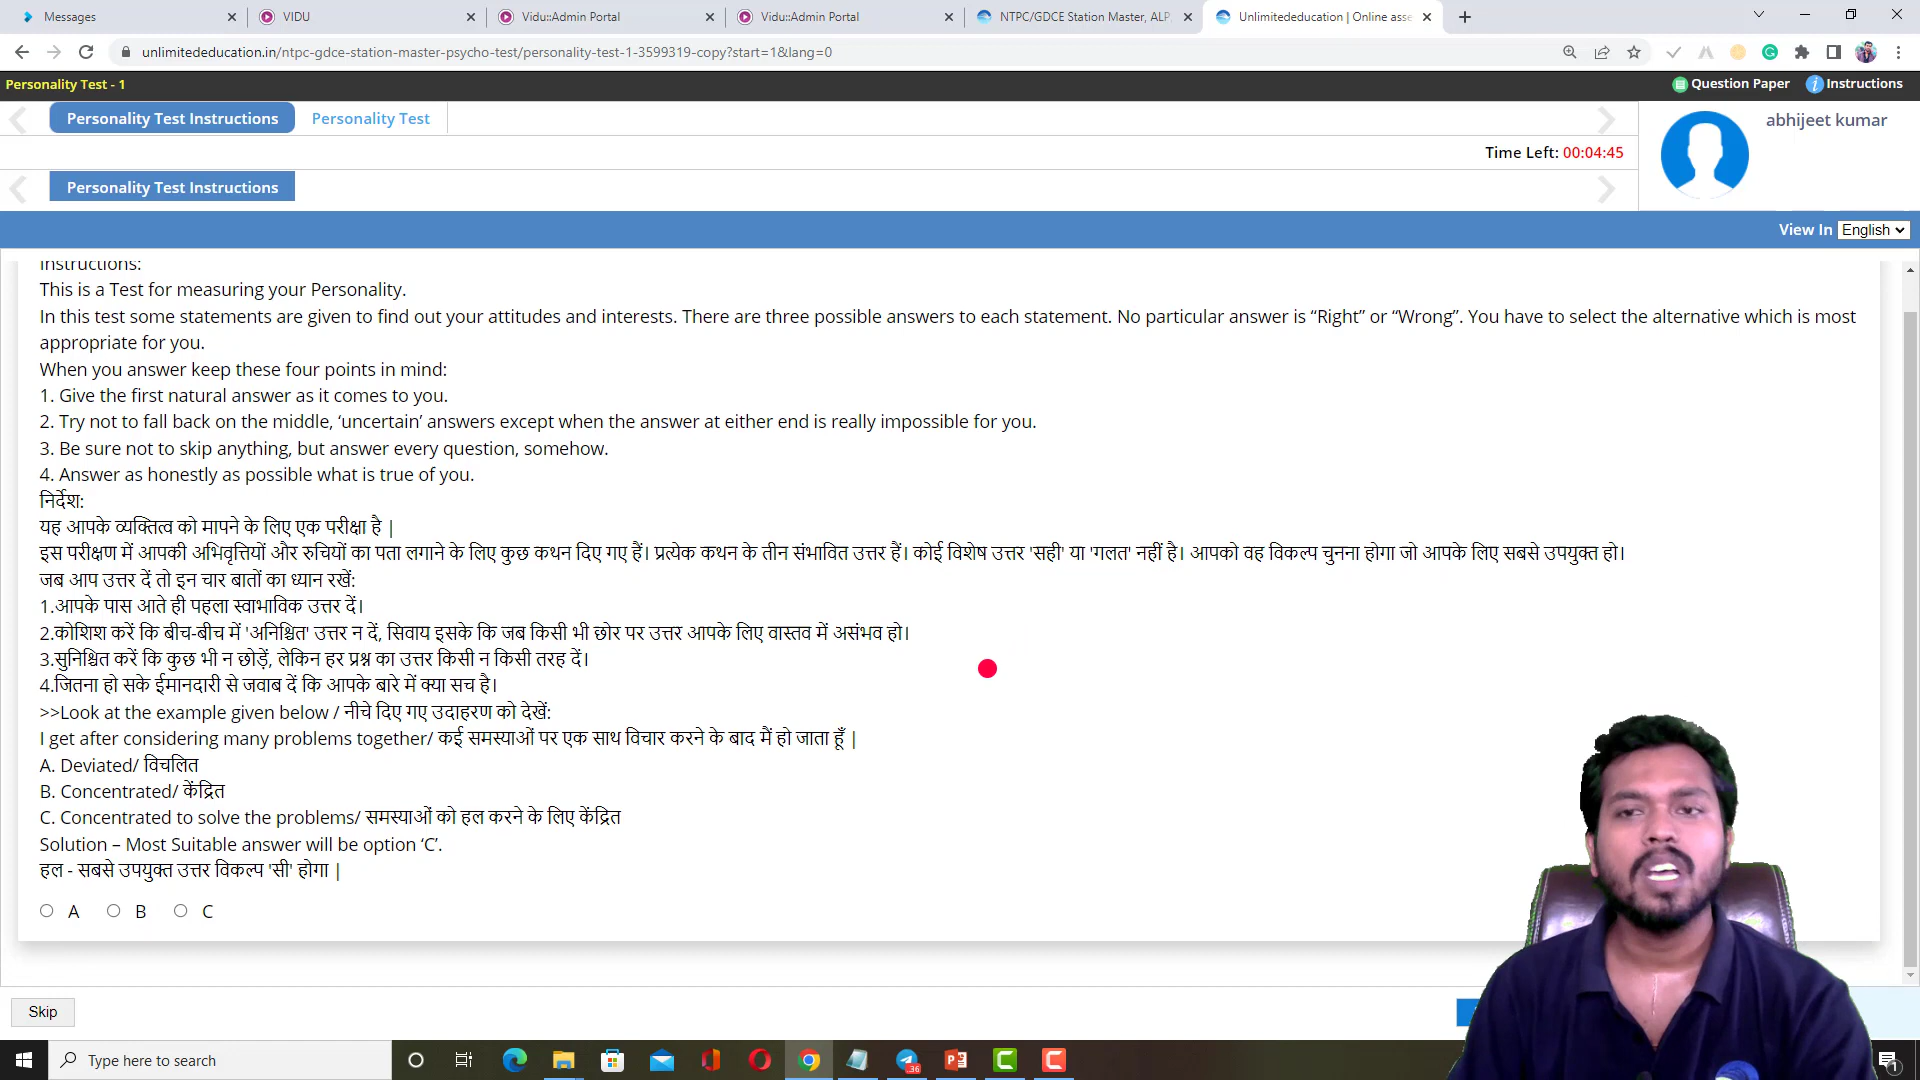 Messages
VIDU
Vidu::Admin Portal
Vidu::Admin Portal
NTPC/GDCE Station Master, ALP
Unlimitededucation | Online asse
unlimitededucation.in/ntpc-gdce-station-master-psycho-test/personality-test-1-3599319-copy?start=1&lang=0
Personality Test - 1
Question Paper
Instructions
Personality Test Instructions
Personality Test
abhijeet kumar
Time Left: 00:04:45
Personality Test Instructions
View In English
Instructions:
This is a Test for measuring your Personality.
In this test some statements are given to find out your attitudes and interests. There are three possible answers to each statement. No particular answer is “Right” or “Wrong”. You have to select the alternative which is most
appropriate for you.
When you answer keep these four points in mind:
1. Give the first natural answer as it comes to you.
2. Try not to fall back on the middle, ‘uncertain’ answers except when the answer at either end is really impossible for you.
3. Be sure not to skip anything, but answer every question, somehow.
4. Answer as honestly as possible what is true of you.
निर्देश:
यह आपके व्यक्तित्व को मापने के लिए एक परीक्षा है |
इस परीक्षण में आपकी अभिवृत्तियों और रुचियों का पता लगाने के लिए कुछ कथन दिए गए हैं। प्रत्येक कथन के तीन संभावित उत्तर हैं। कोई विशेष उत्तर 'सही' या 'गलत' नहीं है। आपको वह विकल्प चुनना होगा जो आपके लिए सबसे उपयुक्त हो।
जब आप उत्तर दें तो इन चार बातों का ध्यान रखें:
1.आपके पास आते ही पहला स्वाभाविक उत्तर दें।
2.कोशिश करें कि बीच-बीच में 'अनिश्चित' उत्तर न दें, सिवाय इसके कि जब किसी भी छोर पर उत्तर आपके लिए वास्तव में असंभव हो।
3.सुनिश्चित करें कि कुछ भी न छोड़ें, लेकिन हर प्रश्न का उत्तर किसी न किसी तरह दें।
4.जितना हो सके ईमानदारी से जवाब दें कि आपके बारे में क्या सच है।
>>Look at the example given below / नीचे दिए गए उदाहरण को देखें:
I get after considering many problems together/ कई समस्याओं पर एक साथ विचार करने के बाद मैं हो जाता हूँ |
A. Deviated/ विचलित
B. Concentrated/ केंद्रित
C. Concentrated to solve the problems/ समस्याओं को हल करने के लिए केंद्रित
Solution – Most Suitable answer will be option ‘C’.
हल - सबसे उपयुक्त उत्तर विकल्प 'सी' होगा |
A B C
Skip
Type here to search
36
1